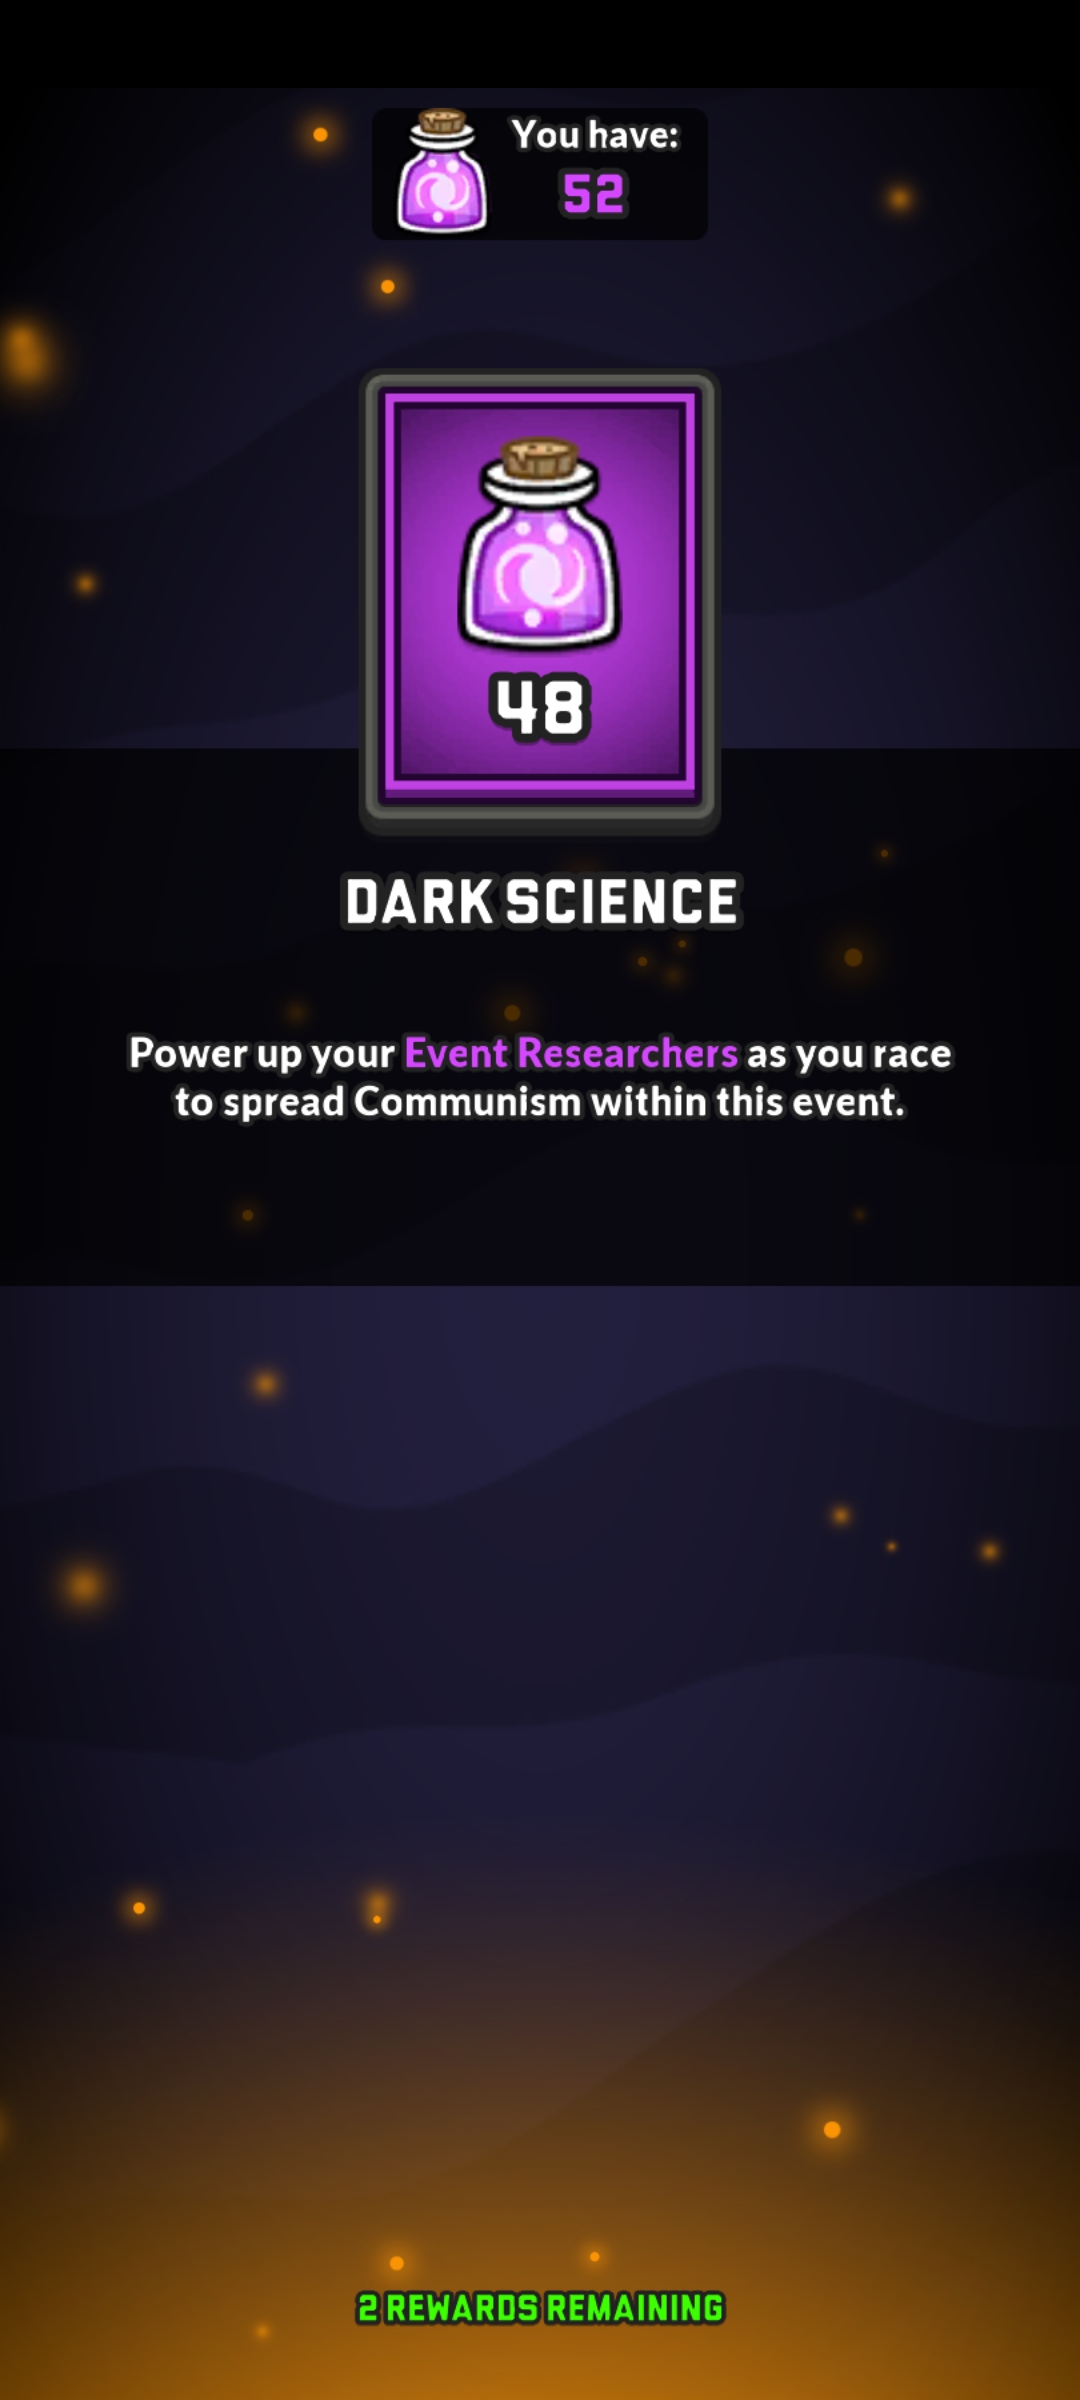 You have:
52
48
DARK SCIENCE
Power up your Event Researchers as you race
to spread Communism within this event.
2 REWARDS REMAINING